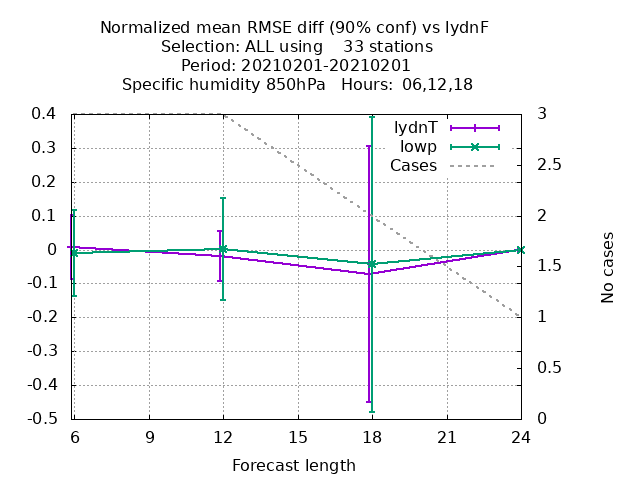 Normalized mean RMSE diff (90% conf) vs lydnF
Selection: ALL using    33 stations
Period: 20210201-20210201
Specific humidity 850hPa   Hours:  06,12,18
lydnT
lowp
Cases
0.4
0.3
0.2
0.1
0
-0.1
-0.2
-0.3
-0.4
-0.5
3
2.5
2
1.5
1
0.5
0
No cases
6 9 12 15 18 21 24
Forecast length